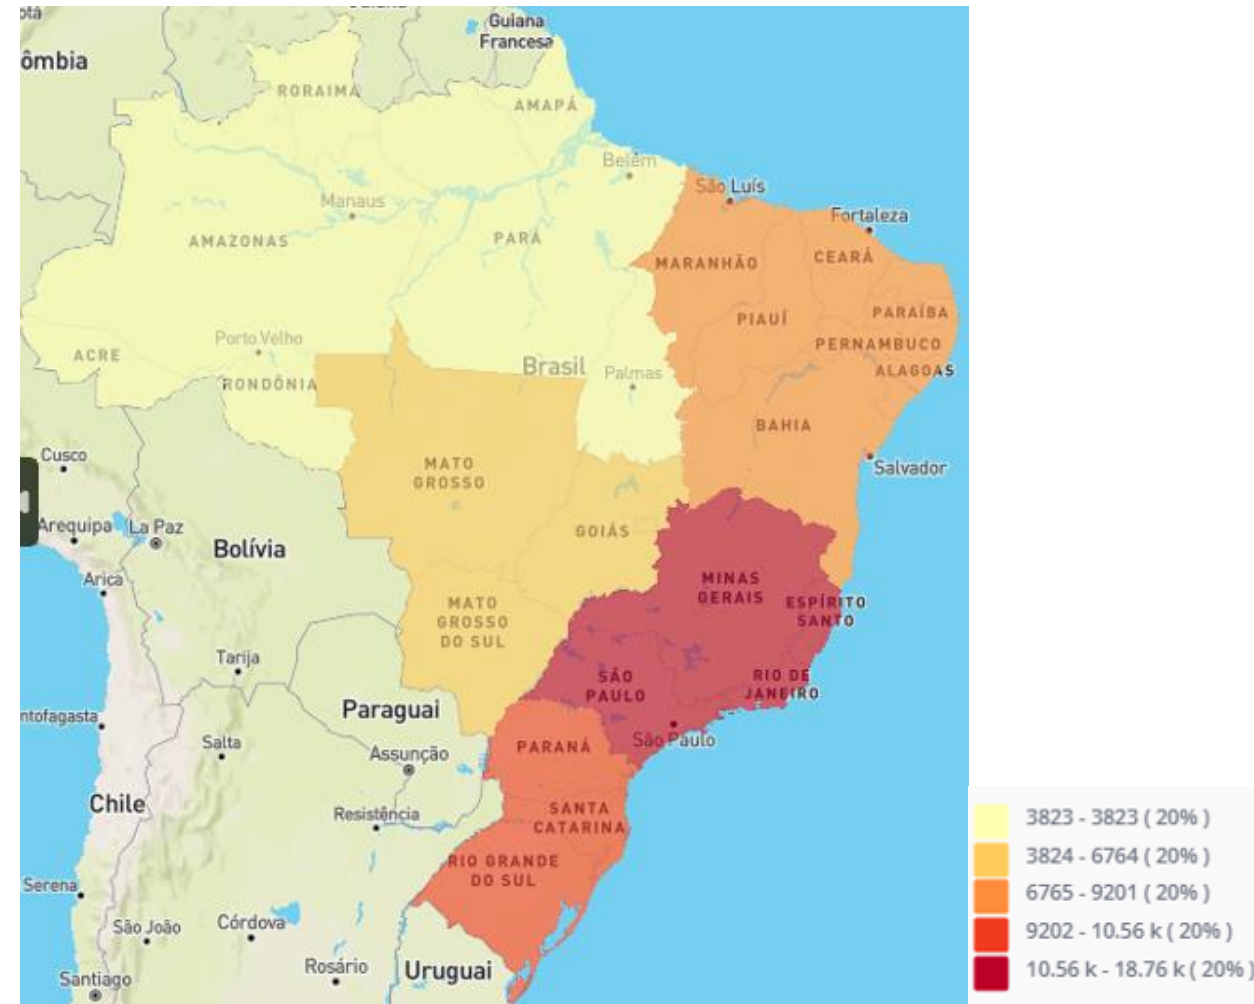 Guiana
Francesa
ômbia
RORAIMA
AMAPÁ
Belém
São Luís
Manaus
Fortaleza
AMAZONAS
PARÁ
MARANHÃO
CEARÁ
PARAÍBA
PIAUÍ
Porto Velho
PERNAMBUCO
ACRE
Brasil
Palmas
ALAGOAS
RONDÔNIA
BAHIA
Cusco
MATO
GROSSO
Salvador
Arequipa
La Paz
GOIÁS
Bolívia
Arica
MINAS
GERAIS
MATO
GROSSO
DO SUL
ESPÍRITO
SANTO
Tarija
SÃO
PAULO
RIO DE
JANEIRO
Paraguai
ntofagasta
Salta
São Paulo
Assunção
PARANÁ
Chile
Resistência
SANTA
CATARINA
RIO GRANDE
DO SUL
Serena
São João
Córdova
Rosário
Uruguai
Santiago
3823 - 3823 ( 20% )
3824 - 6764 ( 20% )
6765 - 9201 ( 20% )
9202 - 10.56 k ( 20% )
10.56 k - 18.76 k ( 20% )